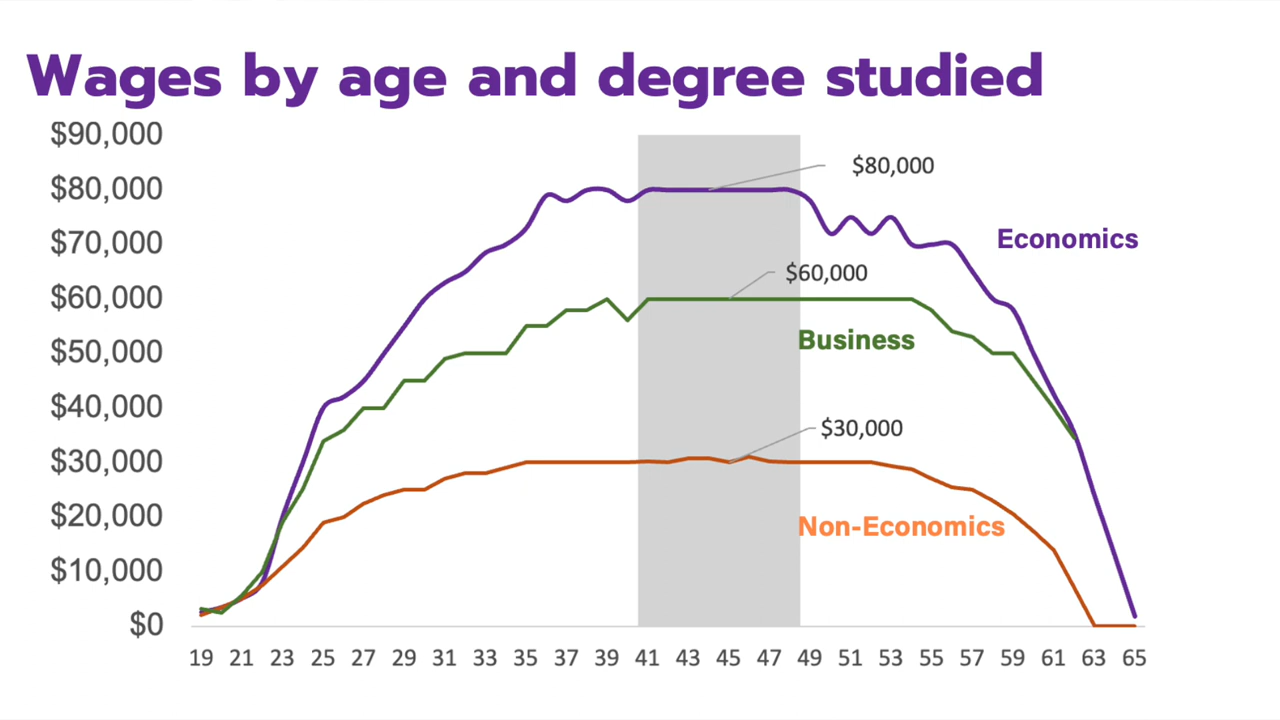 Wages by age and degree studied
$90,000
$80,000
$80,000
$70,000
Economics
$60,000
$60,000
$50,000
Business
$40,000
$30,000
$30,000
$20,000
Non-Economics
$10,000
$0
19 21 23 25 27 29 31 33 35 37 39 41 43 45 47 49 51 53 55 57 59 61 63 65